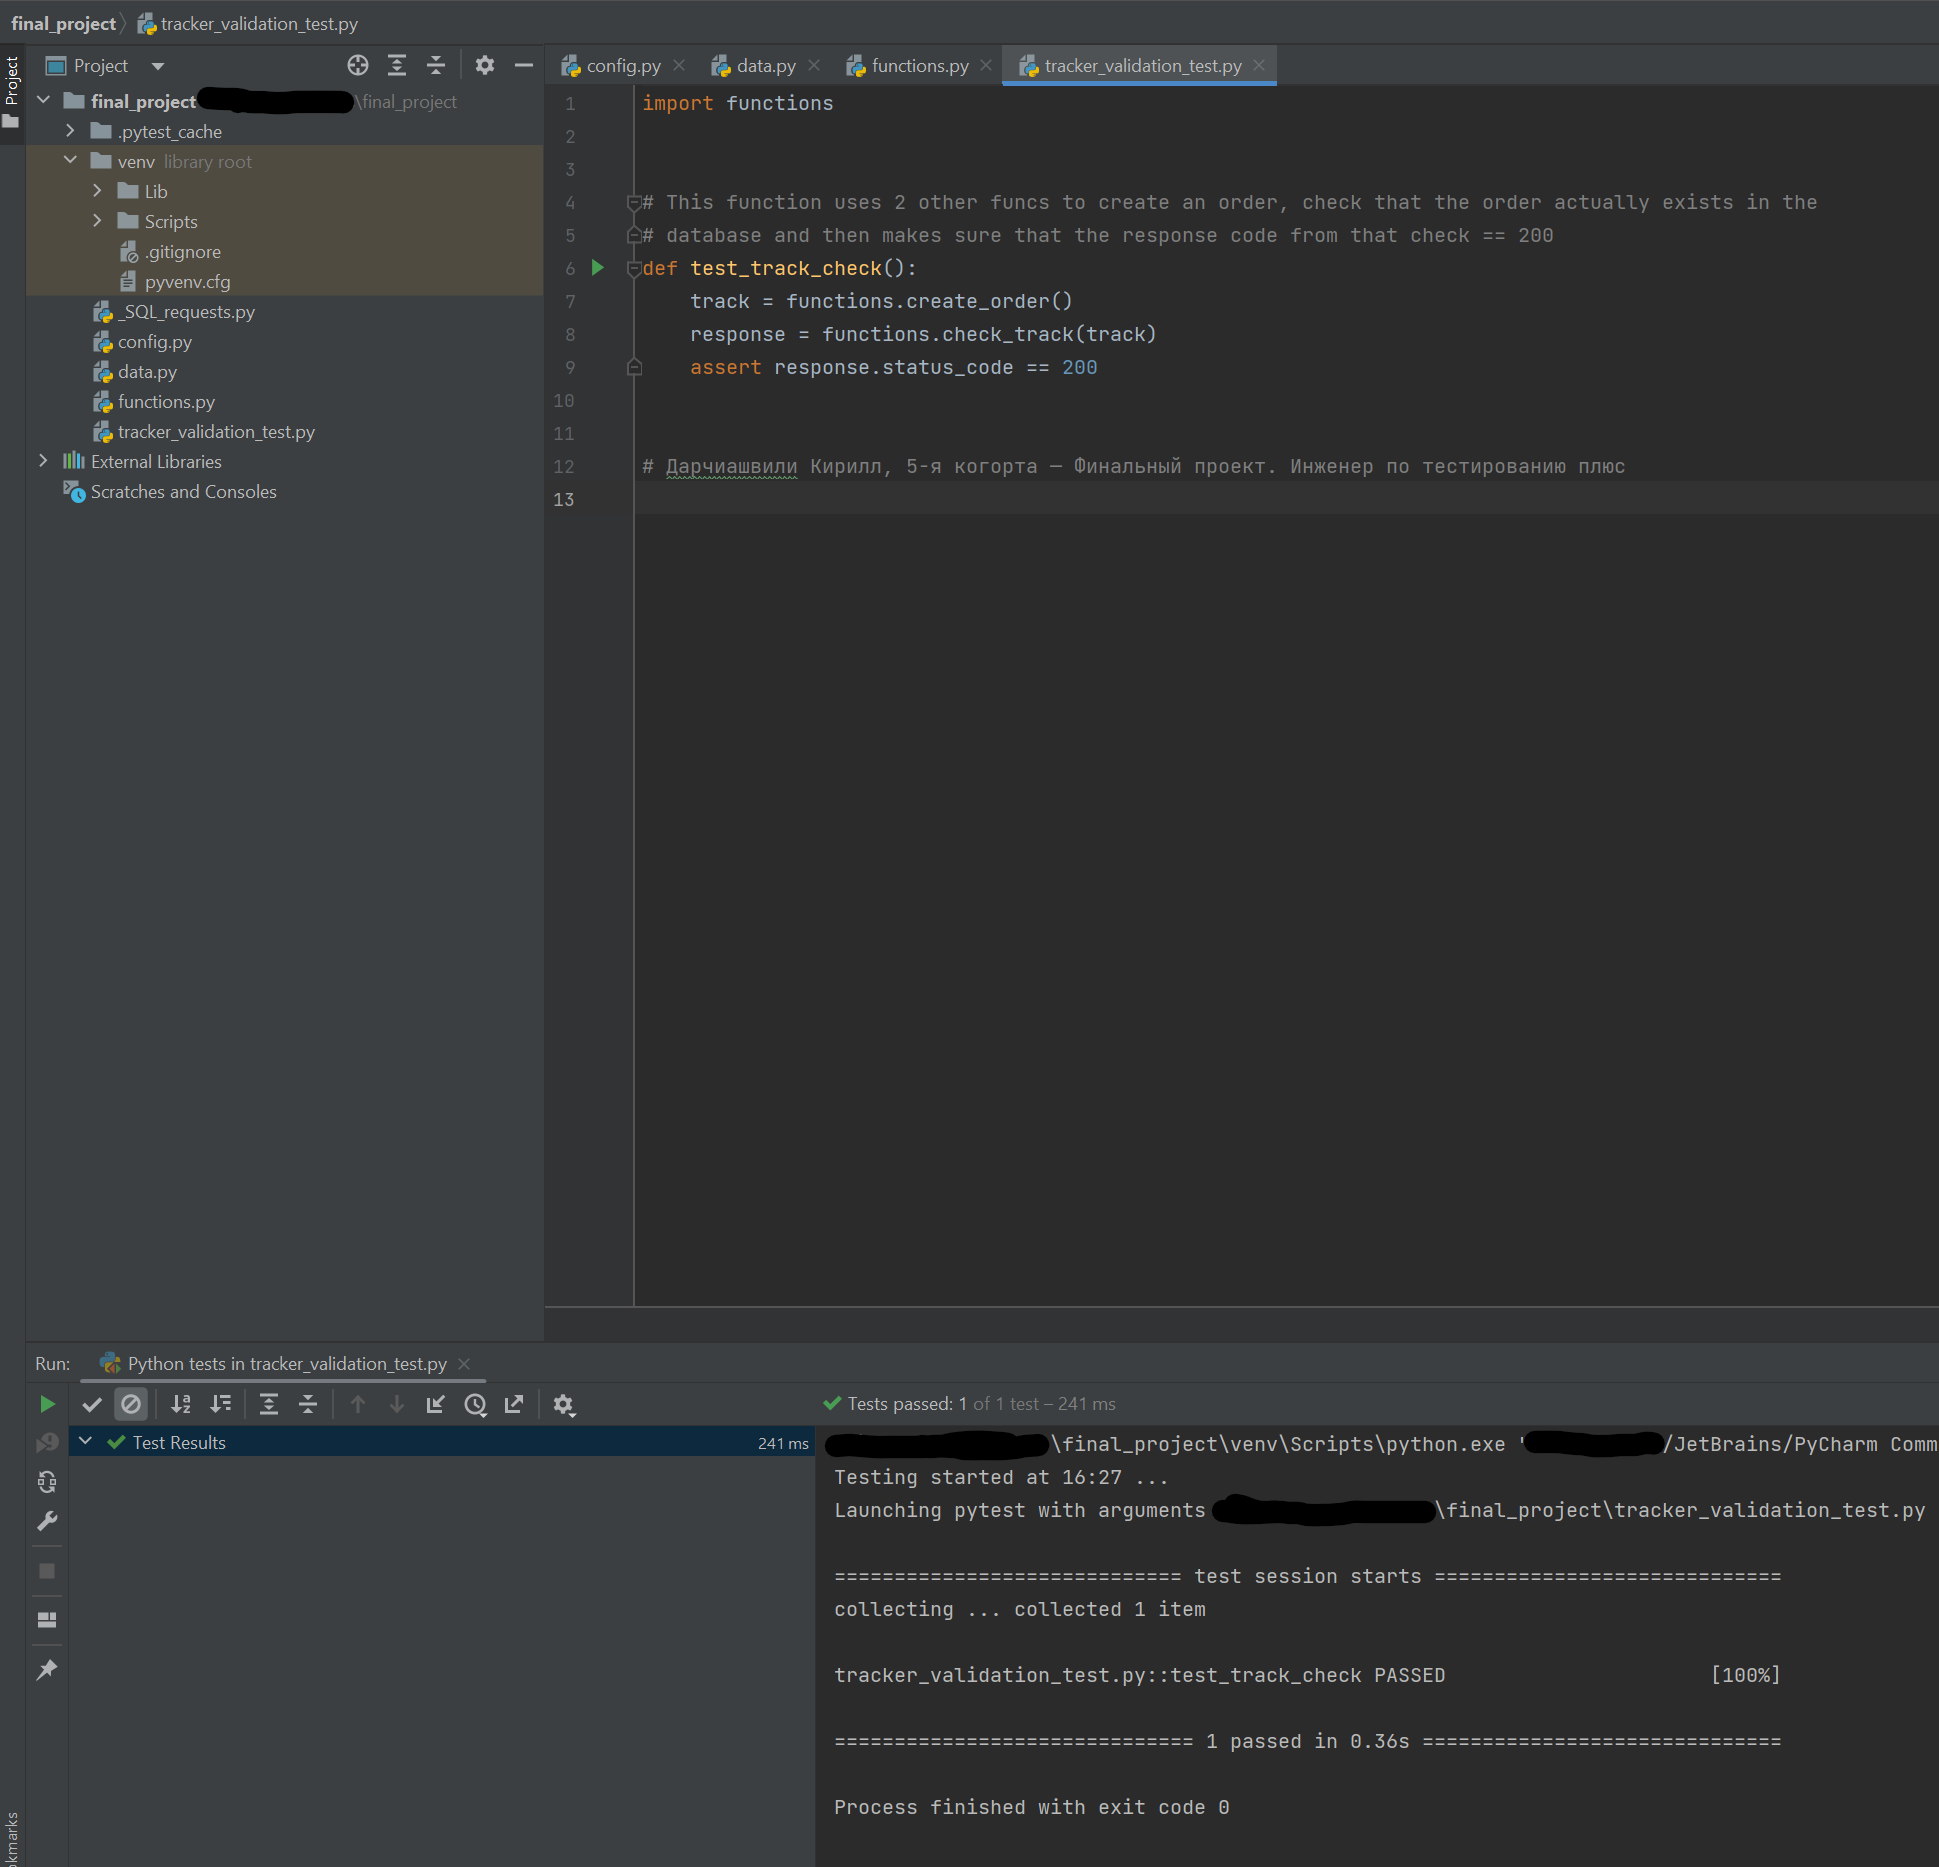 final_project
tracker_validation_test.py
Project
Project
final_project \final_project
.pytest_cache
venv library root
Lib
Scripts
.gitignore
pyvenv.cfg
_SQL_requests.py
config.py
data.py
functions.py
tracker_validation_test.py
External Libraries
Scratches and Consoles
config.py
data.py
functions.py
tracker_validation_test.py
1 import functions
2
3
4 # This function uses 2 other funcs to create an order, check that the order actually exists in the
5 # database and then makes sure that the response code from that check == 200
6 def test_track_check():
7 track = functions.create_order()
8 response = functions.check_track(track)
9 assert response.status_code == 200
10
11
12 # Дарчиашвили Кирилл, 5-я когорта — Финальный проект. Инженер по тестированию плюс
13
Run: Python tests in tracker_validation_test.py
Tests passed: 1 of 1 test – 241 ms
Test Results 241 ms
\final_project\venv\Scripts\python.exe " /JetBrains/PyCharm Comm
Testing started at 16:27 ...
Launching pytest with arguments \final_project\tracker_validation_test.py
============================= test session starts =============================
collecting ... collected 1 item
tracker_validation_test.py::test_track_check PASSED [100%]
============================== 1 passed in 0.36s ==============================
Process finished with exit code 0